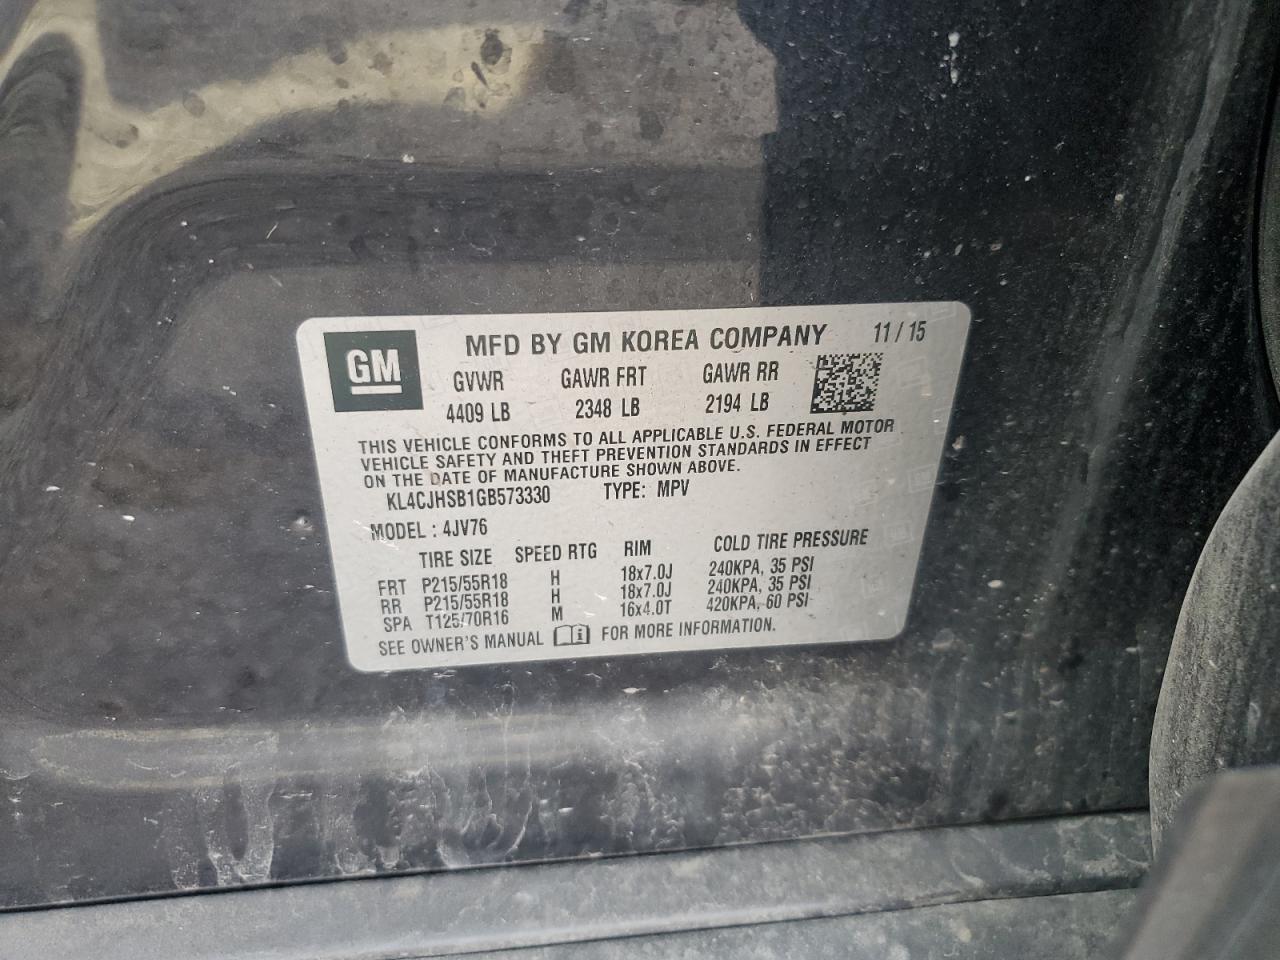 GM
MFD BY GM KOREA COMPANY 11 / 15
GVWR GAWR FRT GAWR RR
4409 LB 2348 LB 2194 LB
THIS VEHICLE CONFORMS TO ALL APPLICABLE U.S. FEDERAL MOTOR
VEHICLE SAFETY AND THEFT PREVENTION STANDARDS IN EFFECT
ON THE DATE OF MANUFACTURE SHOWN ABOVE.
KL4CJHSB1GB573330 TYPE: MPV
MODEL : 4JV76
TIRE SIZE SPEED RTG RIM COLD TIRE PRESSURE
FRT P215/55R18 H 18x7.0J 240KPA, 35 PSI
RR P215/55R18 H 18x7.0J 240KPA, 35 PSI
SPA T125/70R16 M 16x4.0T 420KPA, 60 PSI
SEE OWNER'S MANUAL i FOR MORE INFORMATION.